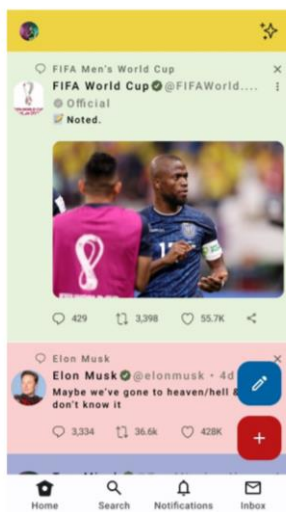 FIFA Men's World Cup
FIFA World Cup @FIFAWorld....
Official
Noted.
429 3,398 55.7K
Elon Musk
Elon Musk @elonmusk • 4d
Maybe we've gone to heaven/hell &
don't know it
3,334 36.6k 428K
Home Search Notifications Inbox